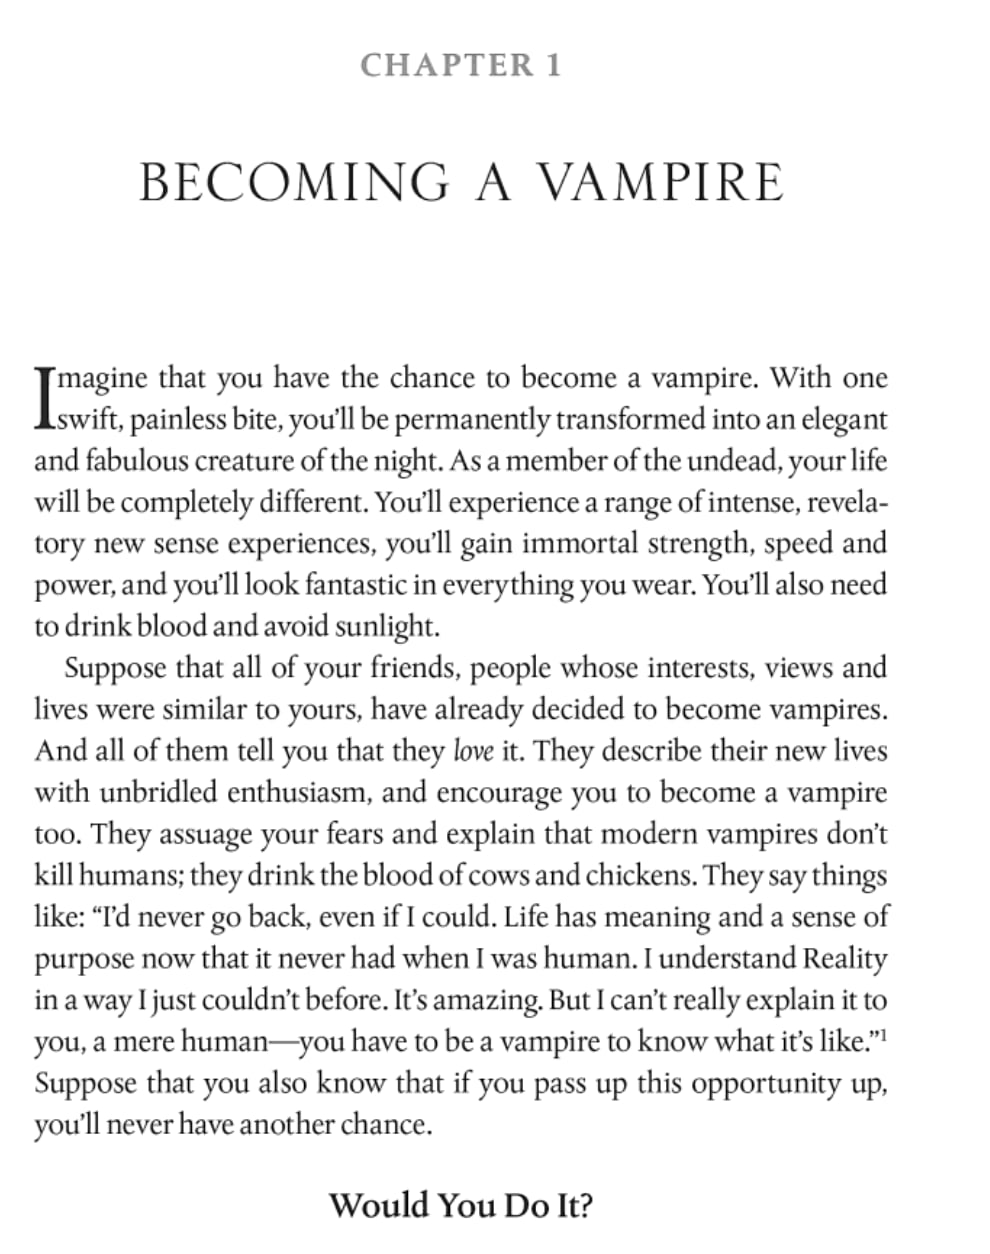 CHAPTER 1
BECOMING A VAMPIRE
Imagine that you have the chance to become a vampire. With one
swift, painless bite, you’ll be permanently transformed into an elegant
and fabulous creature of the night. As a member of the undead, your life
will be completely different. You’ll experience a range of intense, revela-
tory new sense experiences, you’ll gain immortal strength, speed and
power, and you’ll look fantastic in everything you wear. You’ll also need
to drink blood and avoid sunlight.
Suppose that all of your friends, people whose interests, views and
lives were similar to yours, have already decided to become vampires.
And all of them tell you that they love it. They describe their new lives
with unbridled enthusiasm, and encourage you to become a vampire
too. They assuage your fears and explain that modern vampires don’t
kill humans; they drink the blood of cows and chickens. They say things
like: “I’d never go back, even if I could. Life has meaning and a sense of
purpose now that it never had when I was human. I understand Reality
in a way I just couldn’t before. It’s amazing. But I can’t really explain it to
you, a mere human—you have to be a vampire to know what it’s like.”¹
Suppose that you also know that if you pass up this opportunity up,
you’ll never have another chance.
Would You Do It?